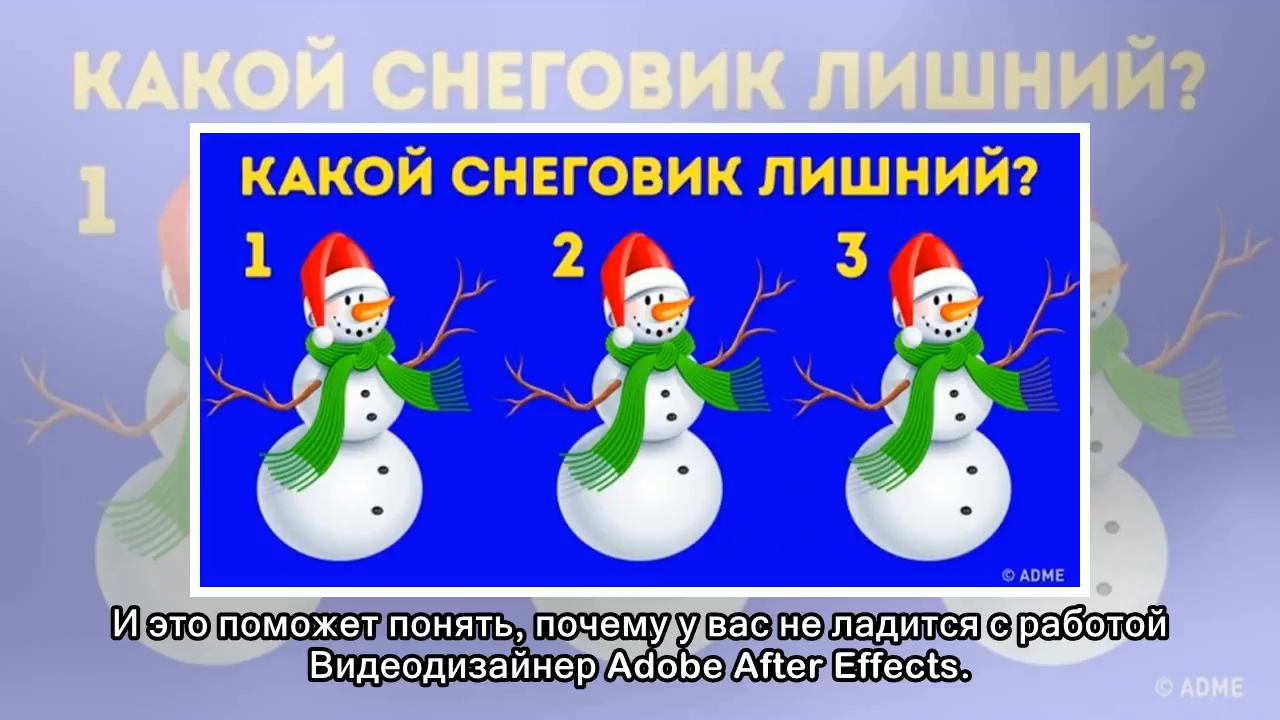 КАКОЙ СНЕГОВИК ЛИШНИЙ?
1
КАКОЙ СНЕГОВИК ЛИШНИЙ?
1 2 3
© ADME
И это поможет понять, почему у вас не ладится с работой
Видеодизайнер Adobe After Effects.
© ADME